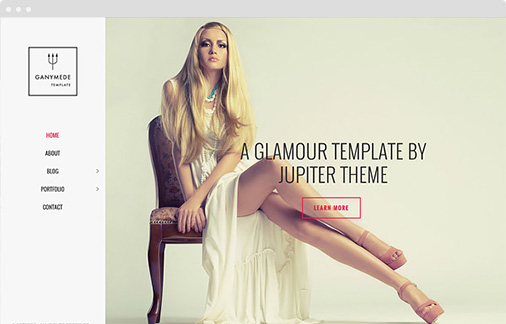 GANYMEDE
TEMPLATE
HOME
ABOUT
BLOG
PORTFOLIO
CONTACT
A GLAMOUR TEMPLATE BY
JUPITER THEME
LEARN MORE